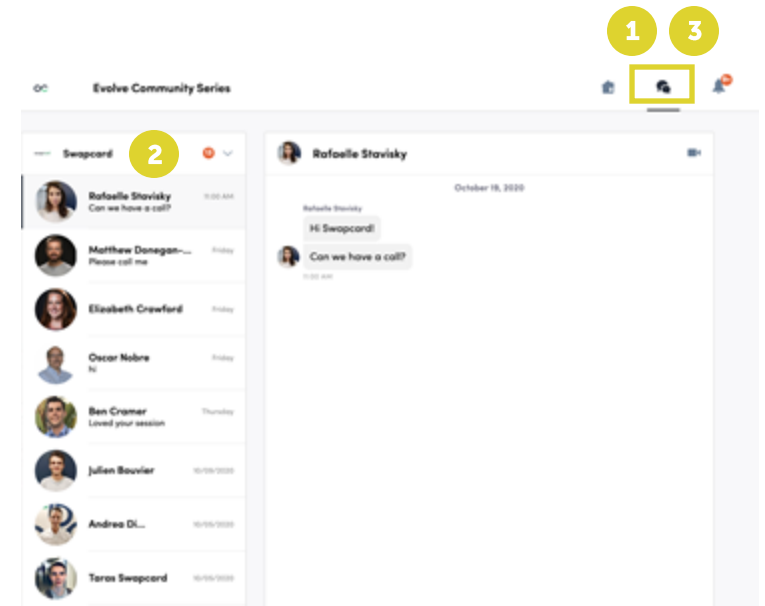 1 3
Evolve Community Series
9+
Swapcard
2
Rafaelle Stavisky
11:00 AM
Can we have a call?
Matthew Donegan-...
Friday
Please call me
Elizabeth Crawford
Friday
Oscar Nobre
Friday
hi
Ben Cramer
Thursday
Loved your session
Julien Bouvier
10/09/2020
Andrea Di...
10/09/2020
Taras Swapcard
10/09/2020
Rafaelle Stavisky
October 19, 2020
Rafaelle Stavisky
Hi Swapcard!
Can we have a call?
11:00 AM